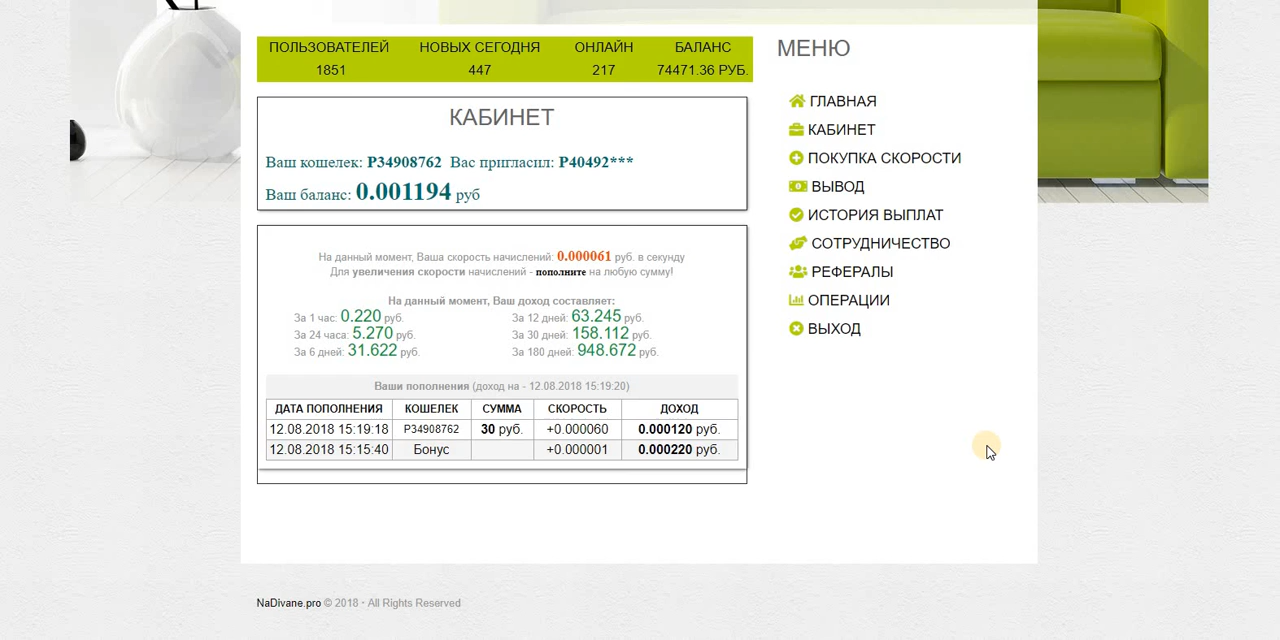 ПОЛЬЗОВАТЕЛЕЙ НОВЫХ СЕГОДНЯ ОНЛАЙН БАЛАНС
1851 447 217 74471.36 РУБ.
КАБИНЕТ
Ваш кошелек: P34908762 Вас пригласил: P40492***
Ваш баланс: 0.001194 руб
На данный момент, Ваша скорость начислений: 0.000061 руб. в секунду
Для увеличения скорости начислений - пополните на любую сумму!
На данный момент, Ваш доход составляет:
За 1 час: 0.220 руб. За 12 дней: 63.245 руб.
За 24 часа: 5.270 руб. За 30 дней: 158.112 руб.
За 6 дней: 31.622 руб. За 180 дней: 948.672 руб.
Ваши пополнения (доход на - 12.08.2018 15:19:20)
ДАТА ПОПОЛНЕНИЯ КОШЕЛЕК СУММА СКОРОСТЬ ДОХОД
12.08.2018 15:19:18 P34908762 30 руб. +0.000060 0.000120 руб.
12.08.2018 15:15:40 Бонус +0.000001 0.000220 руб.
МЕНЮ
ГЛАВНАЯ
КАБИНЕТ
ПОКУПКА СКОРОСТИ
ВЫВОД
ИСТОРИЯ ВЫПЛАТ
СОТРУДНИЧЕСТВО
РЕФЕРАЛЫ
ОПЕРАЦИИ
ВЫХОД
NaDivane.pro © 2018 - All Rights Reserved